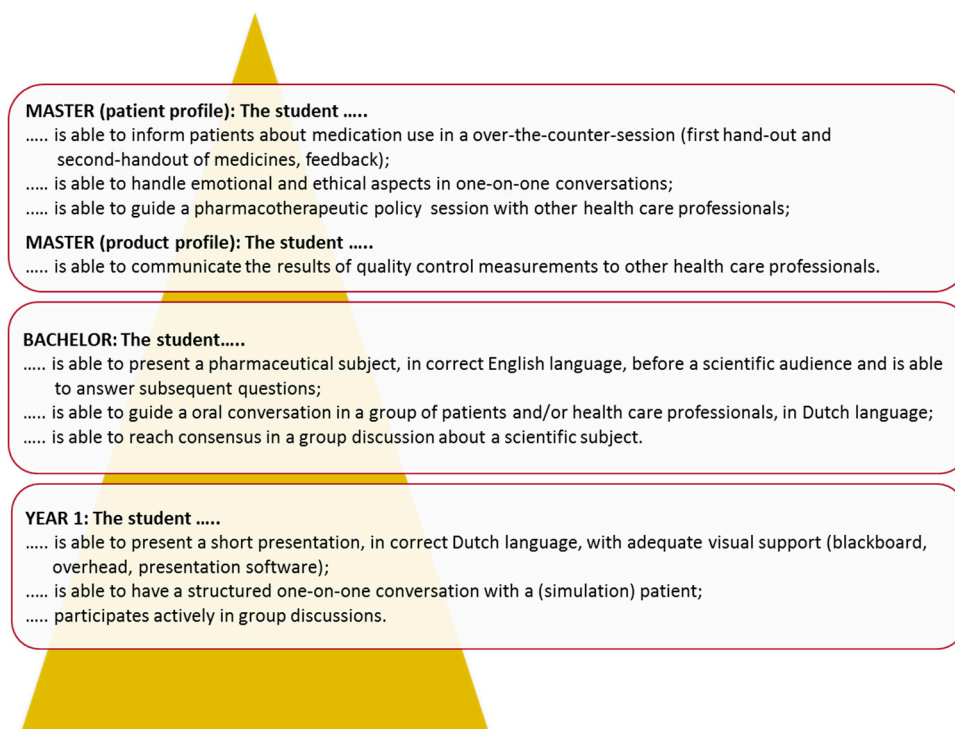 MASTER (patient profile): The student …..
….. is able to inform patients about medication use in a over-the-counter-session (first hand-out and
second-handout of medicines, feedback);
….. is able to handle emotional and ethical aspects in one-on-one conversations;
….. is able to guide a pharmacotherapeutic policy session with other health care professionals;
MASTER (product profile): The student …..
….. is able to communicate the results of quality control measurements to other health care professionals.
BACHELOR: The student…..
….. is able to present a pharmaceutical subject, in correct English language, before a scientific audience and is able
to answer subsequent questions;
….. is able to guide a oral conversation in a group of patients and/or health care professionals, in Dutch language;
….. is able to reach consensus in a group discussion about a scientific subject.
YEAR 1: The student …..
….. is able to present a short presentation, in correct Dutch language, with adequate visual support (blackboard,
overhead, presentation software);
….. is able to have a structured one-on-one conversation with a (simulation) patient;
….. participates actively in group discussions.